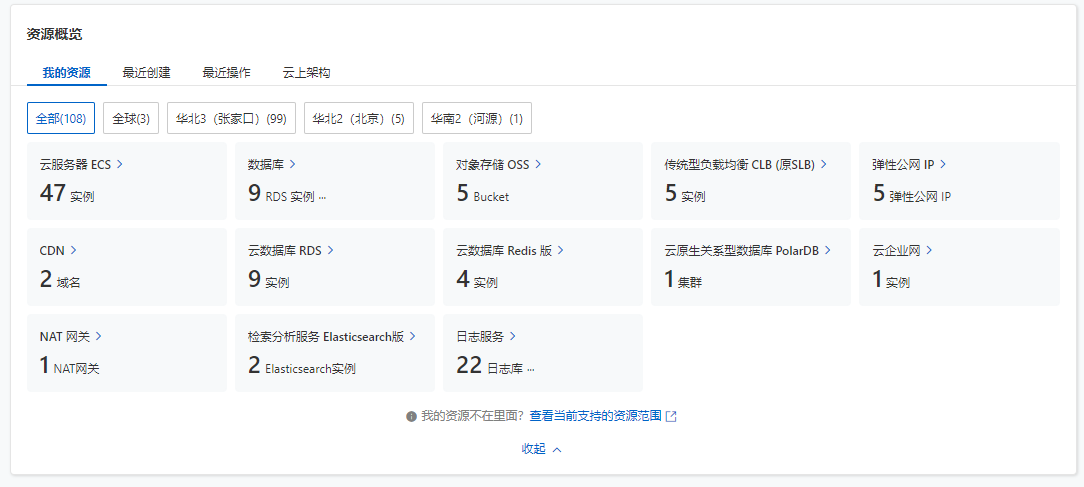 资源概览
我的资源 最近创建 最近操作 云上架构
全部(108) 全球(3) 华北3（张家口）(99) 华北2（北京）(5) 华南2（河源）(1)
云服务器 ECS 数据库 对象存储 OSS 传统型负载均衡 CLB (原SLB) 弹性公网 IP
47 实例 9 RDS 实例 ... 5 Bucket 5 实例 5 弹性公网 IP
CDN 云数据库 RDS 云数据库 Redis 版 云原生关系型数据库 PolarDB 云企业网
2 域名 9 实例 4 实例 1 集群 1 实例
NAT 网关 检索分析服务 Elasticsearch版 日志服务
1 NAT网关 2 Elasticsearch实例 22 日志库 ...
我的资源不在里面？ 查看当前支持的资源范围
收起